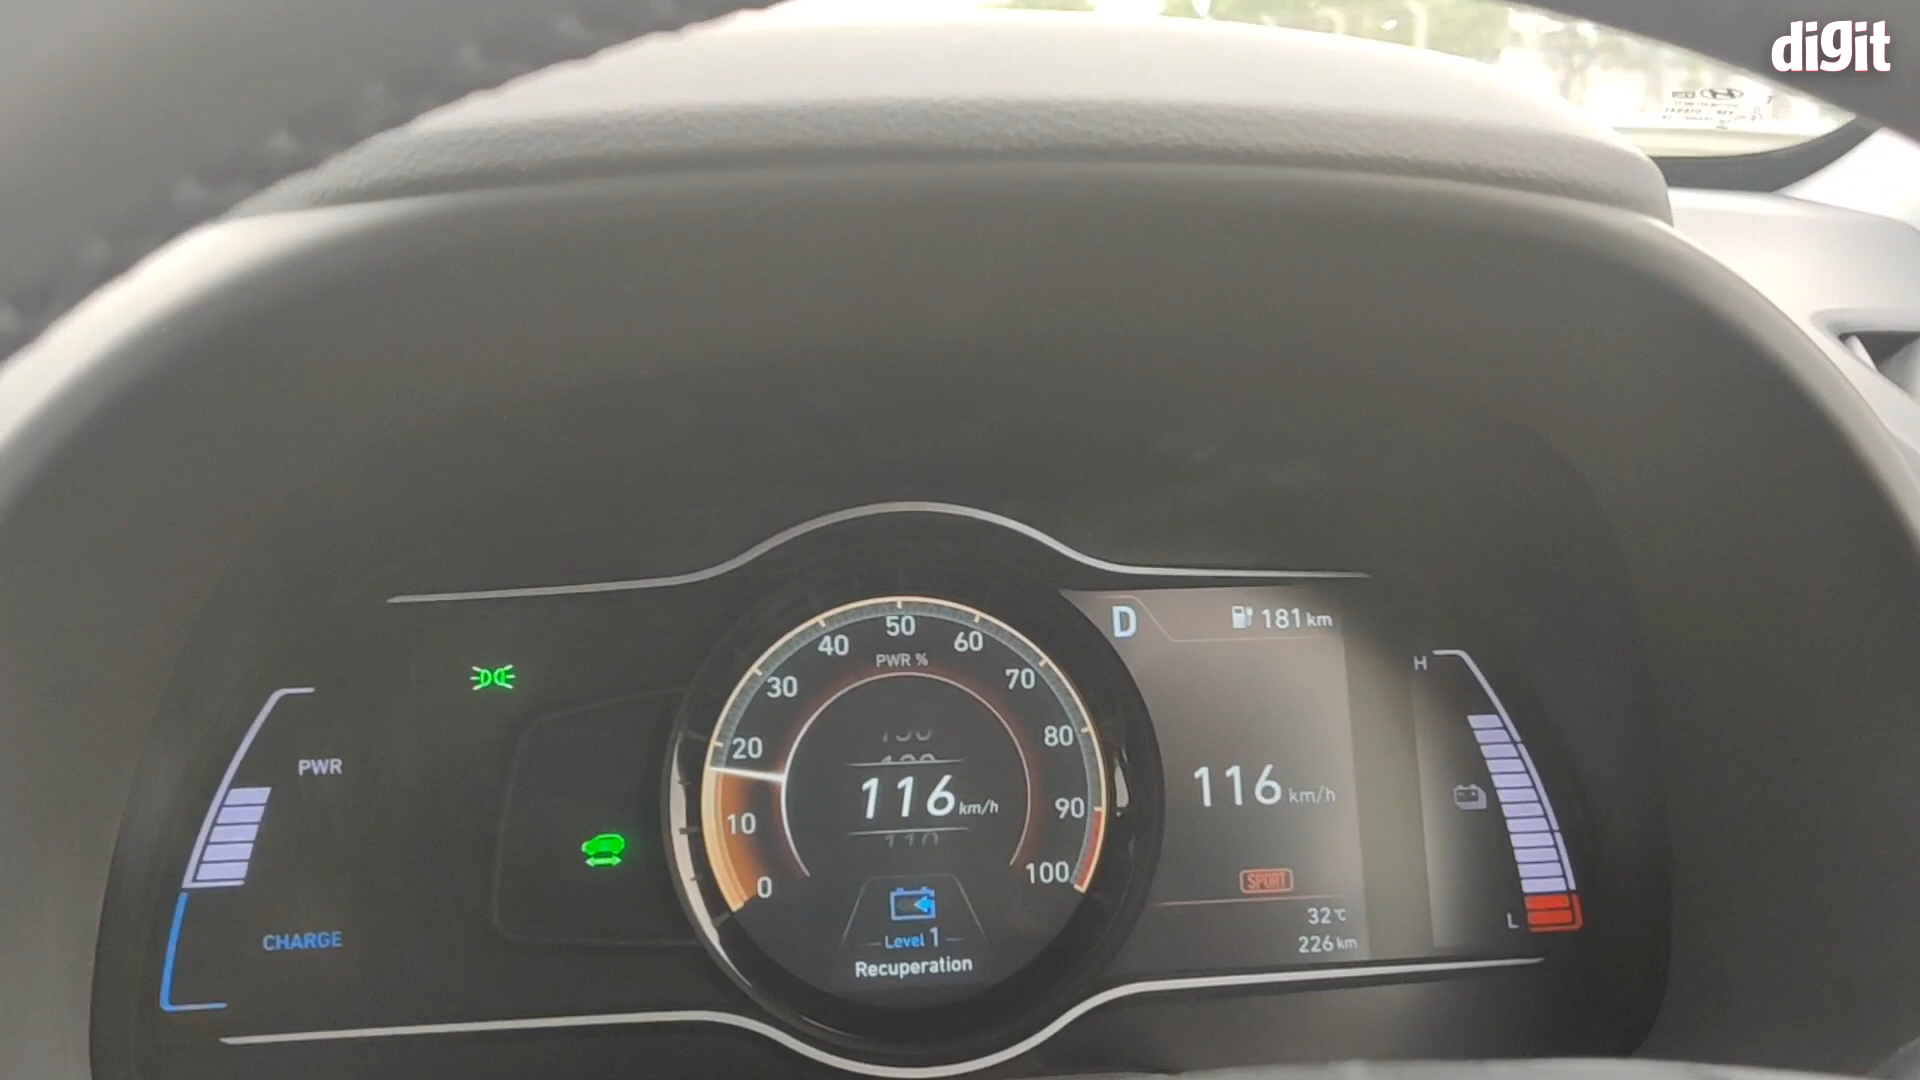 digit
D
181 km
50
40
60
PWR %
30
70
H
20
80
PWR
116 km/h
116 km/h
110
10
90
0
100
SPORT
32°C
L
CHARGE
Level 1
226 km
Recuperation